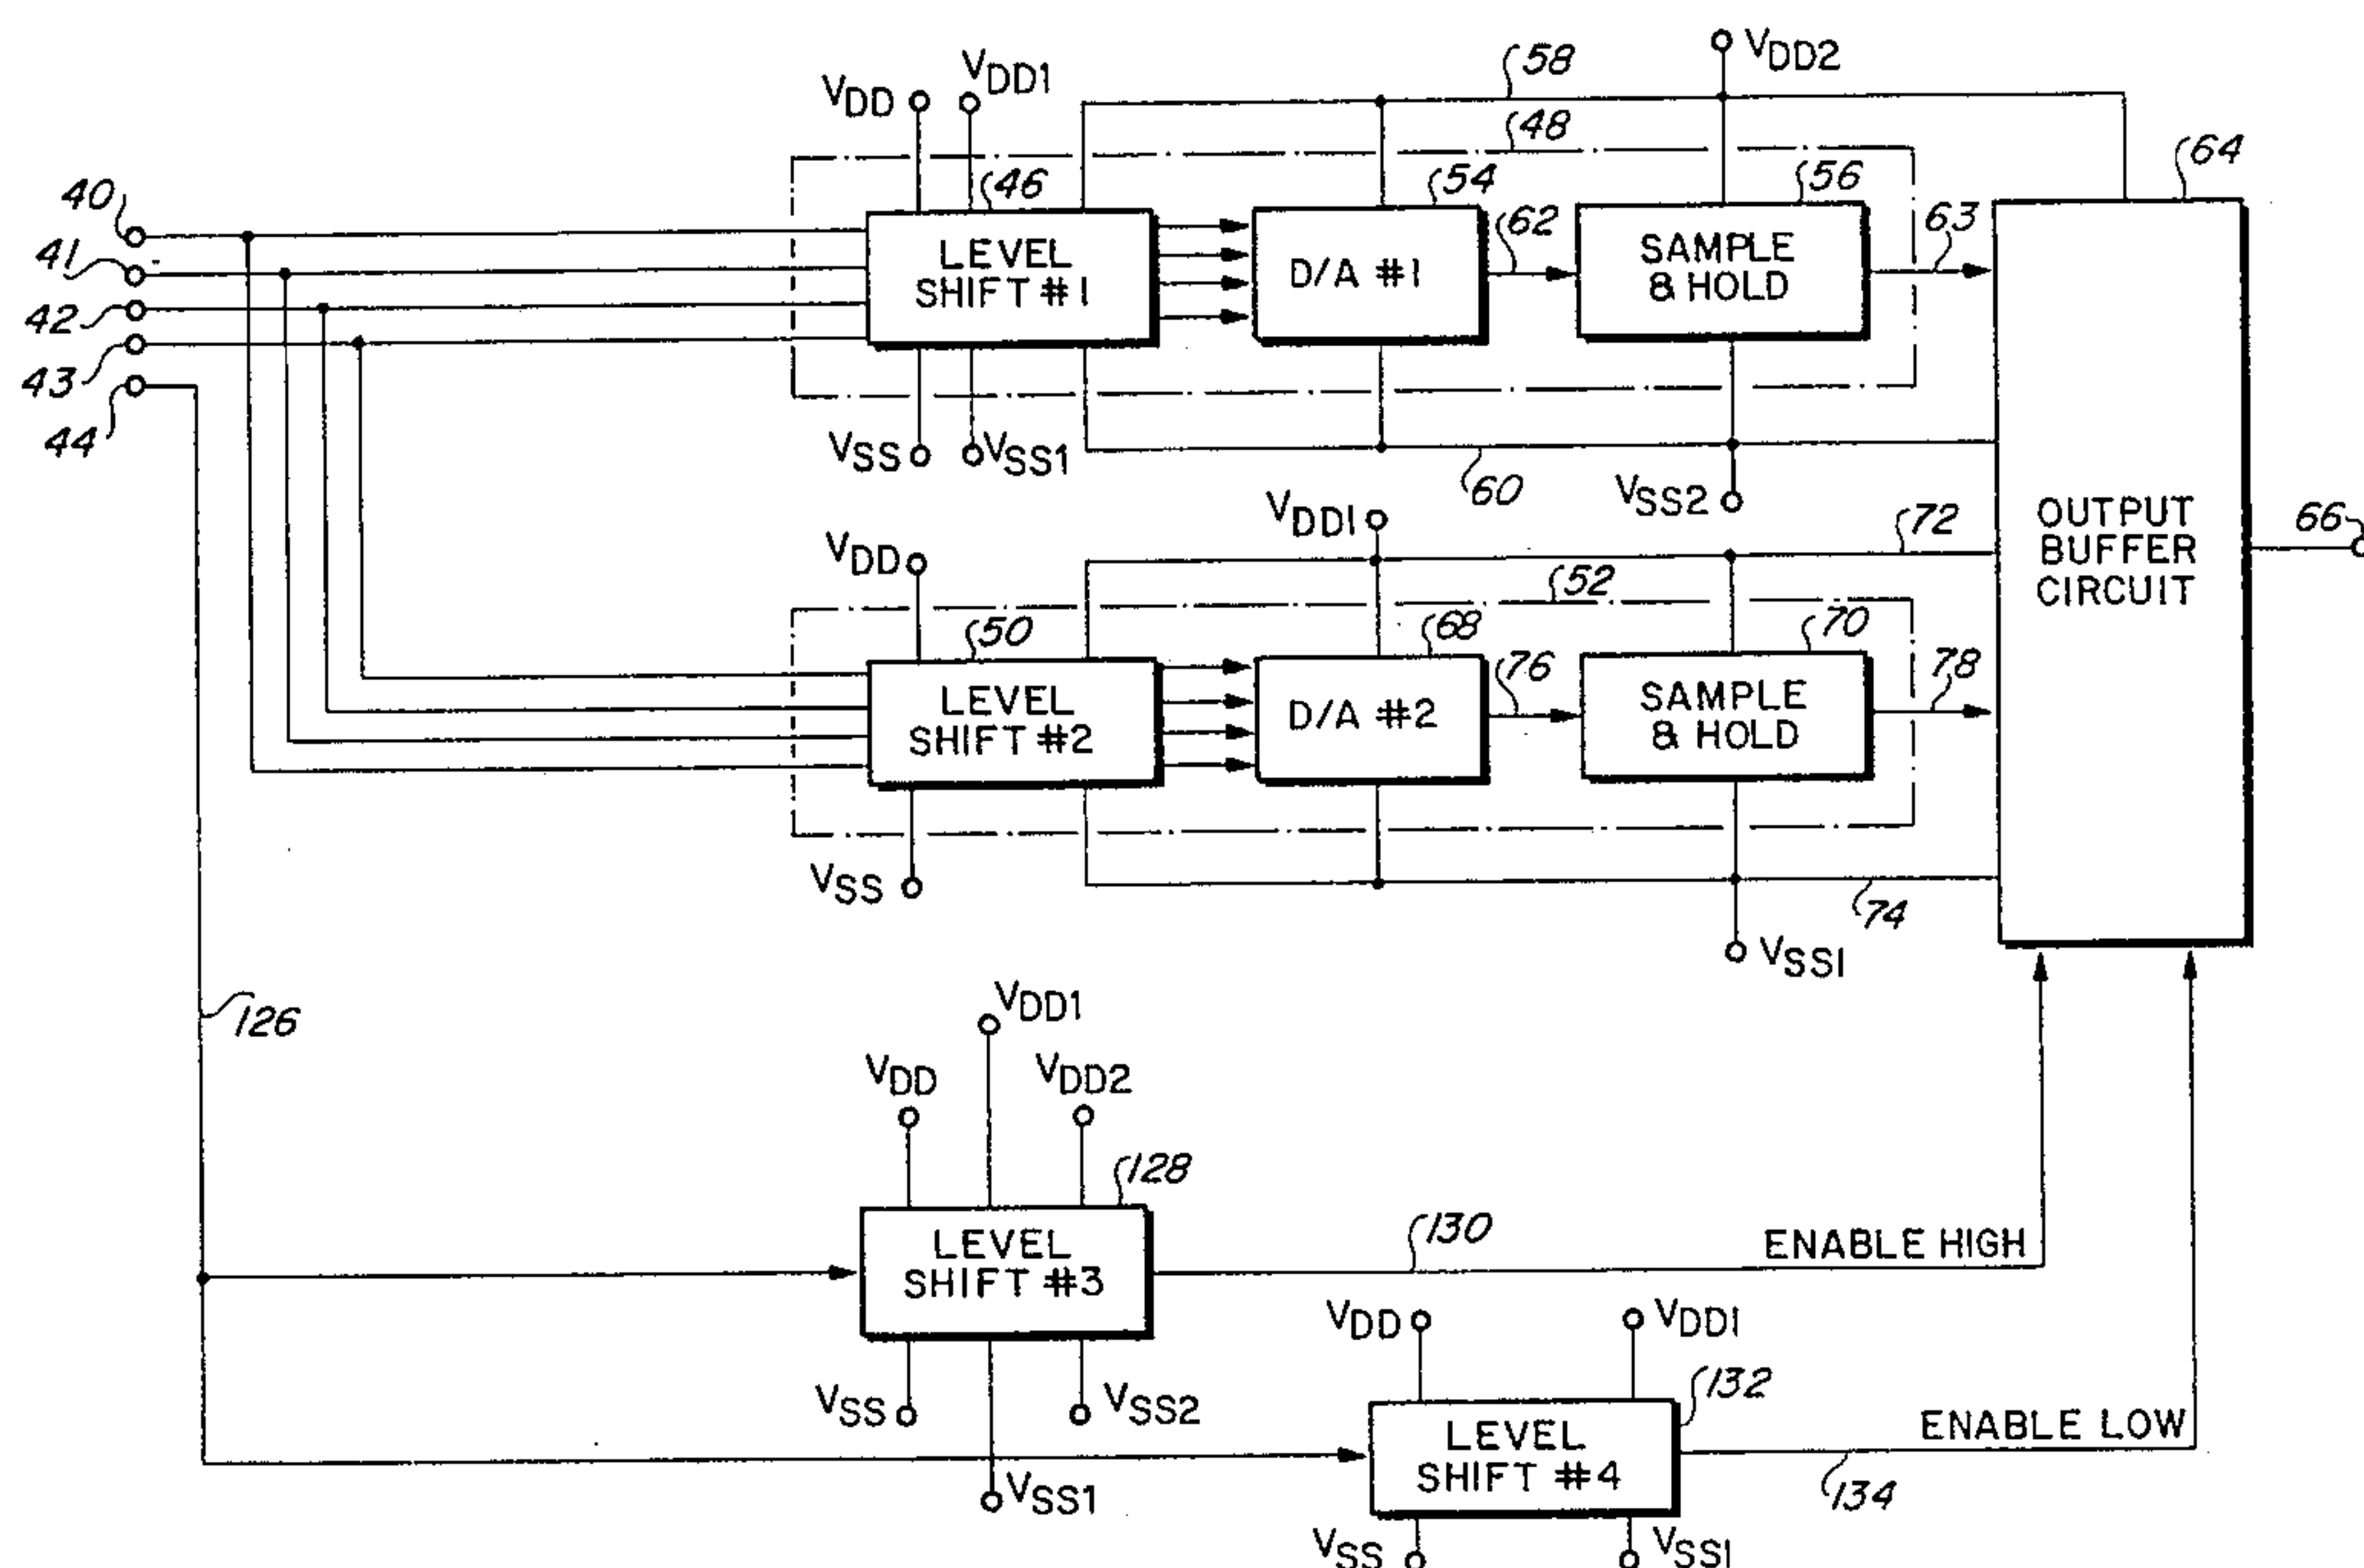 VDD2
58
VDD1
VDD
48
64
56
54
46
40
63
62
41
LEVEL
SHIFT #1
D/A #1
SAMPLE
& HOLD
42
43
44
VSS
VSS1
60
VSS2
VDD1
72
66
OUTPUT
BUFFER
CIRCUIT
VDD
52
50
68
70
76
78
LEVEL
SHIFT #2
D/A #2
SAMPLE
& HOLD
VSS
74
VSS1
126
VDD1
VDD
VDD2
128
LEVEL
SHIFT #3
130
ENABLE HIGH
VDD
VDD1
VSS
VSS2
132
ENABLE LOW
LEVEL
SHIFT #4
VSS1
134
VSS
VSS1